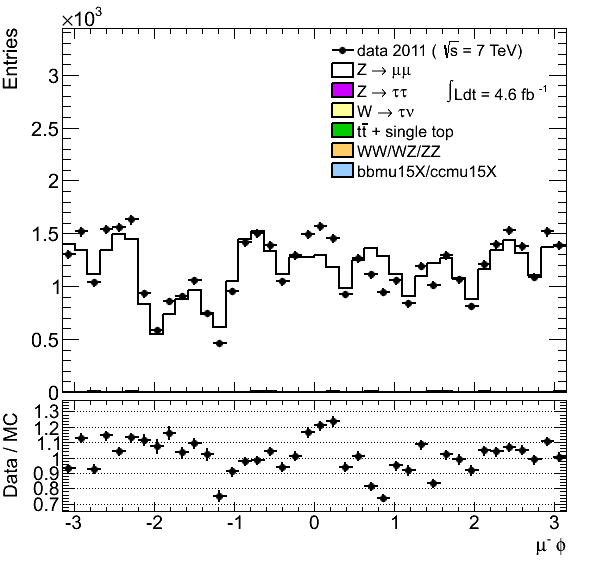 ×10³
Entries
3
2.5
2
1.5
1
0.5
0
data 2011 ( √s = 7 TeV)
Z → μμ
Z → ττ
W → τν
tt̄ + single top
WW/WZ/ZZ
bbmu15X/ccmu15X
∫Ldt = 4.6 fb⁻¹
Data / MC
1.3
1.2
1.1
1
0.9
0.8
0.7
-3 -2 -1 0 1 2 3
μ⁻ ϕ